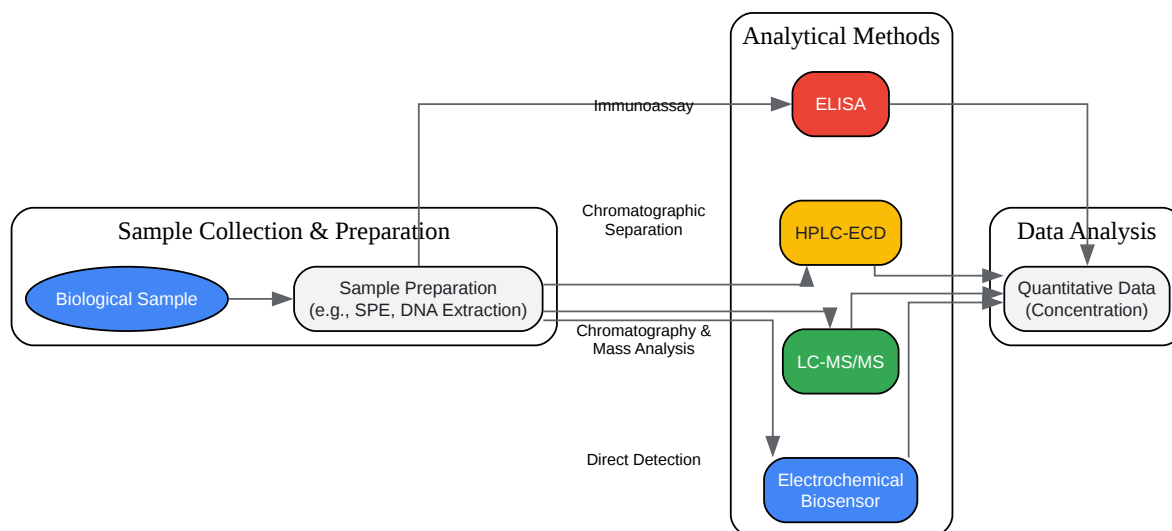 Analytical Methods
ELISA
Immunoassay
Chromatographic
Separation
HPLC-ECD
Sample Collection & Preparation
Data Analysis
Biological Sample
Sample Preparation
(e.g., SPE, DNA Extraction)
Quantitative Data
(Concentration)
Chromatography &
Mass Analysis
LC-MS/MS
Direct Detection
Electrochemical
Biosensor